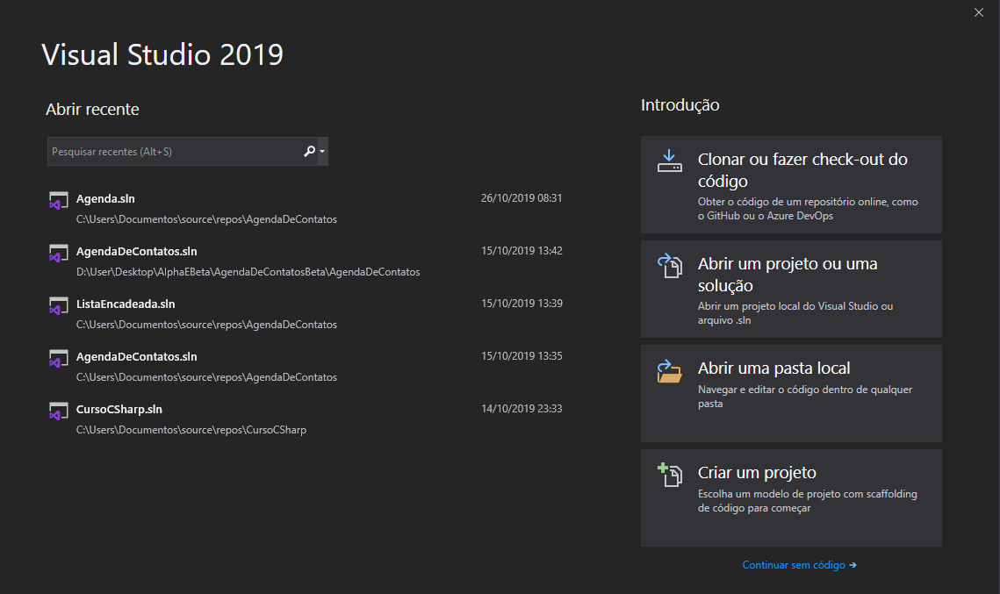 Visual Studio 2019
Abrir recente
Pesquisar recentes (Alt+S)
Agenda.sln
26/10/2019 08:31
C:\Users\Documentos\source\repos\AgendaDeContatos
AgendaDeContatos.sln
15/10/2019 13:42
D:\User\Desktop\AlphaEBeta\AgendaDeContatosBeta\AgendaDeContatos
ListaEncadeada.sln
15/10/2019 13:39
C:\Users\Documentos\source\repos\AgendaDeContatos
AgendaDeContatos.sln
15/10/2019 13:35
C:\Users\Documentos\source\repos\AgendaDeContatos
CursoCSharp.sln
14/10/2019 23:33
C:\Users\Documentos\source\repos\CursoCSharp
Introdução
Clonar ou fazer check-out do
código
Obter o código de um repositório online, como
o GitHub ou o Azure DevOps
Abrir um projeto ou uma
solução
Abrir um projeto local do Visual Studio ou
arquivo .sln
Abrir uma pasta local
Navegar e editar o código dentro de qualquer
pasta
Criar um projeto
Escolha um modelo de projeto com scaffolding
de código para começar
Continuar sem código →